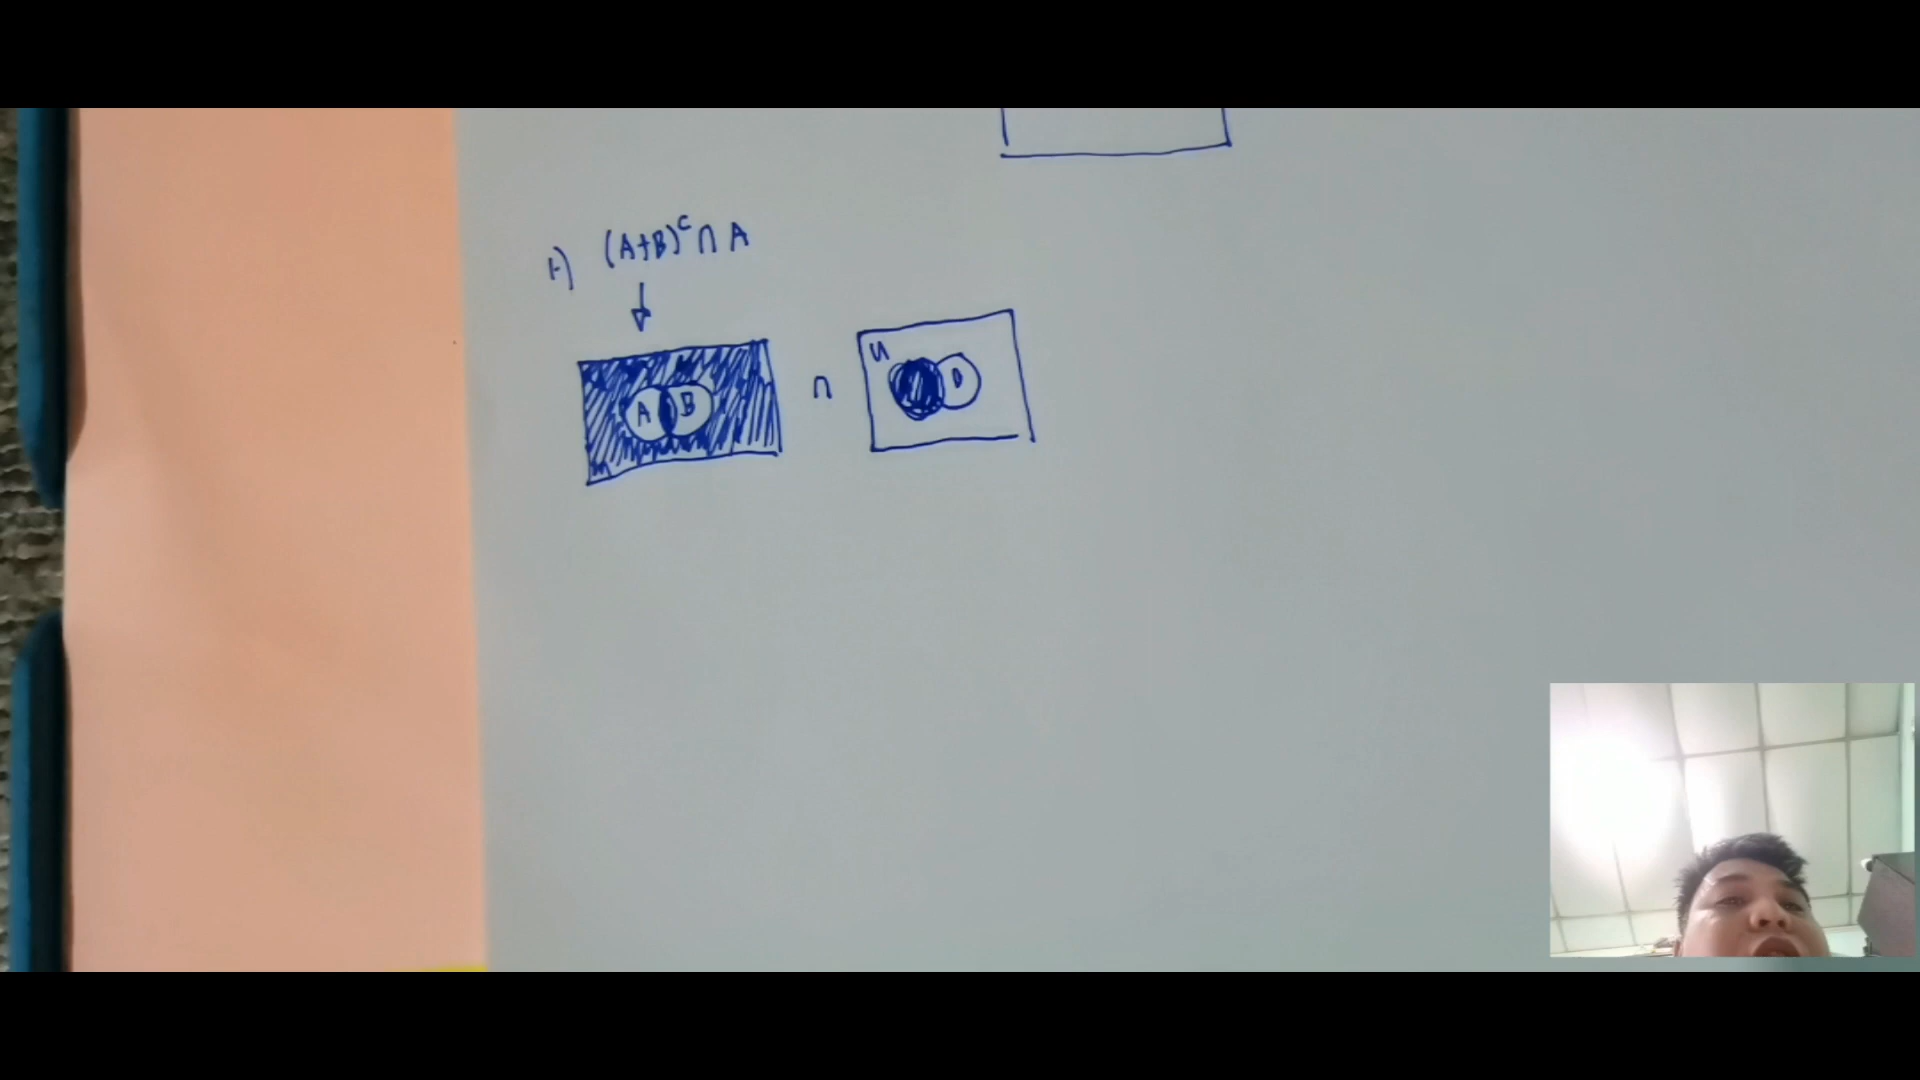 1) (A+B)ᶜ ∩ A
A B ∩ U